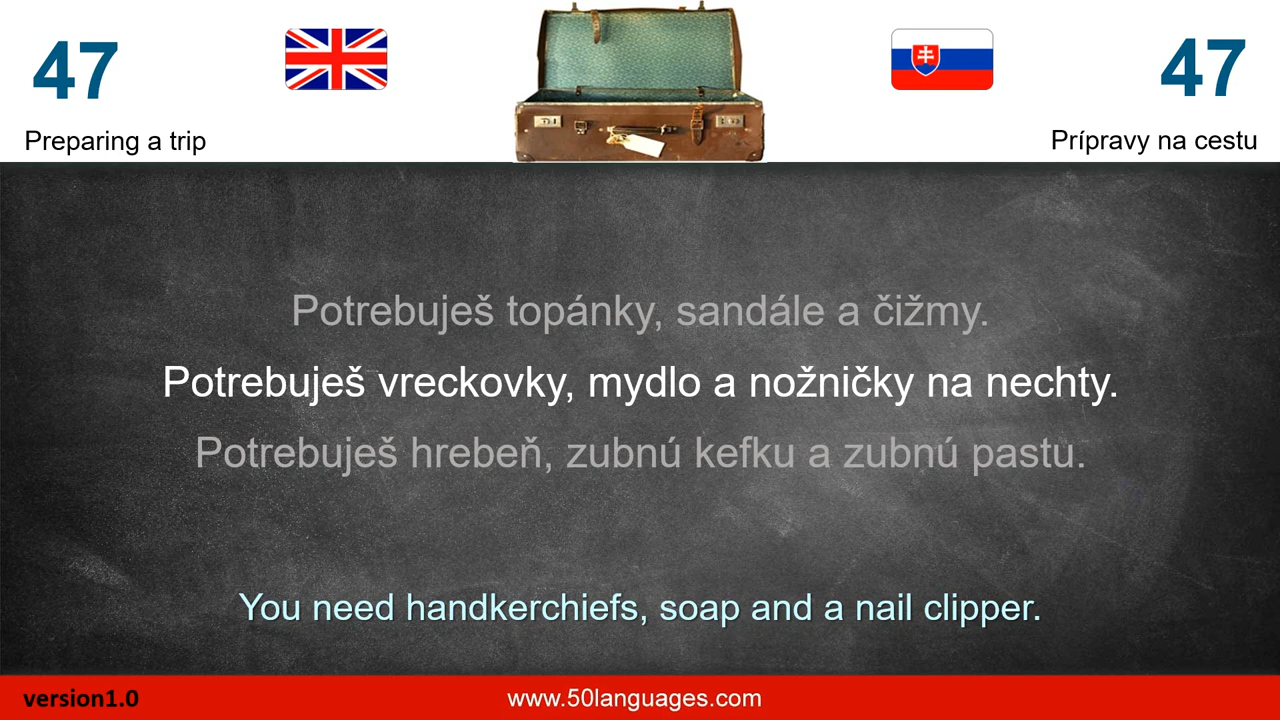 47
47
Preparing a trip
Prípravy na cestu
Potrebuješ topánky, sandále a čižmy.
Potrebuješ vreckovky, mydlo a nožničky na nechty.
Potrebuješ hrebeň, zubnú kefku a zubnú pastu.
You need handkerchiefs, soap and a nail clipper.
version1.0
www.50languages.com